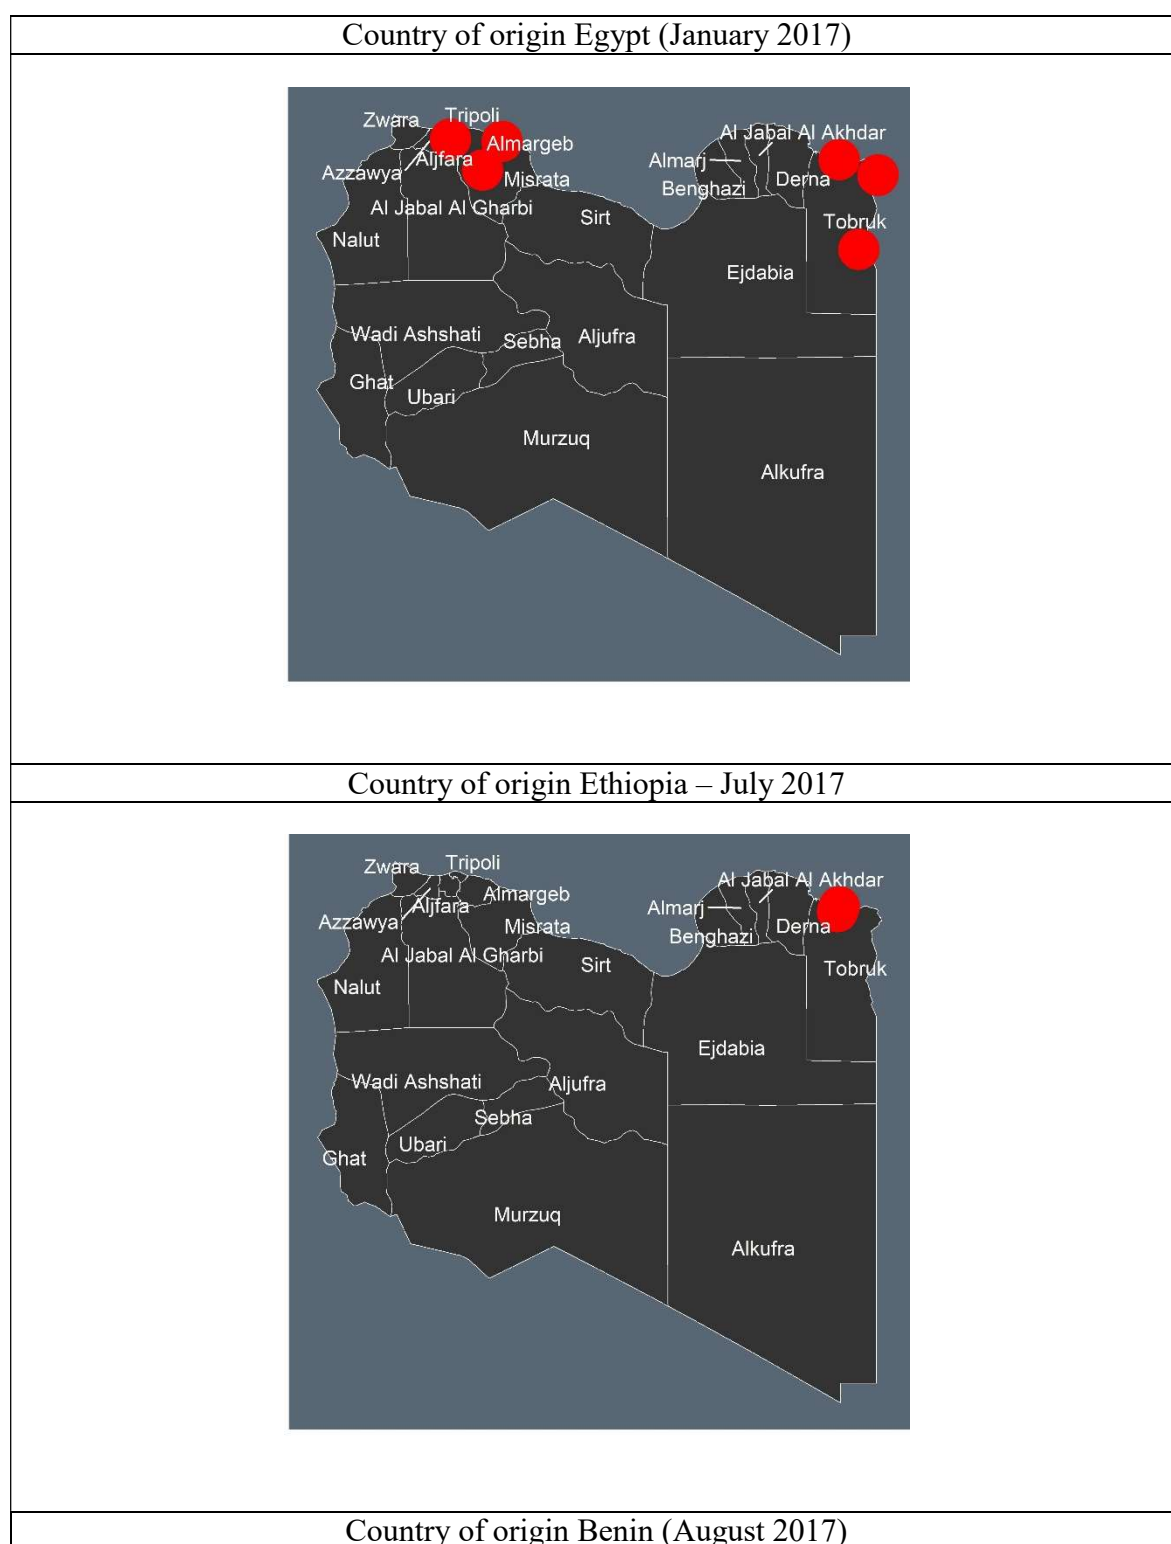 Country of origin Egypt (January 2017)
Zwara
Tripoli
Al Jabal Al Akhdar
Almargeb
Aljfara
Almarj
Azzawya
Misrata
Benghazi
Derna
Al Jabal Al Gharbi
Sirt
Tobruk
Nalut
Ejdabia
Wadi Ashshati
Sebha
Aljufra
Ghat
Ubari
Murzuq
Alkufra
Country of origin Ethiopia – July 2017
Zwara
Tripoli
Al Jabal Al Akhdar
Almargeb
Aljfara
Almarj
Azzawya
Misrata
Benghazi
Derna
Al Jabal Al Gharbi
Sirt
Tobruk
Nalut
Ejdabia
Wadi Ashshati
Aljufra
Sebha
Ubari
Ghat
Murzuq
Alkufra
Country of origin Benin (August 2017)